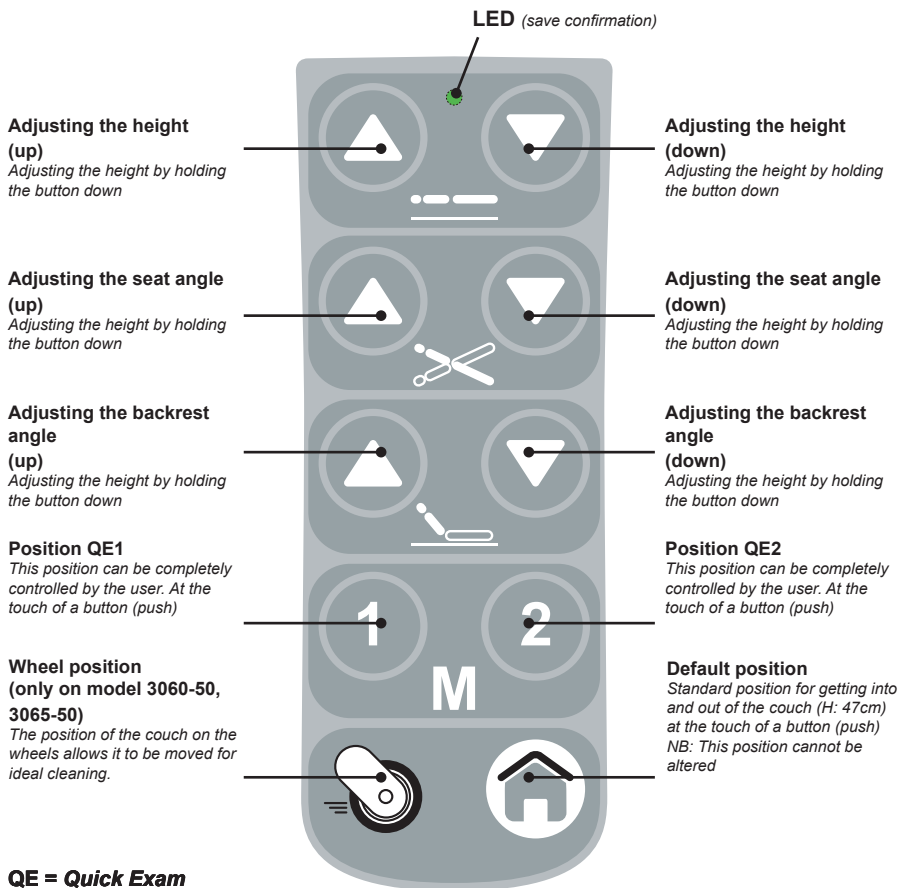 LED (save confirmation)
Adjusting the height
(up)
Adjusting the height by holding
the button down
Adjusting the height
(down)
Adjusting the height by holding
the button down
Adjusting the seat angle
(up)
Adjusting the height by holding
the button down
Adjusting the seat angle
(down)
Adjusting the height by holding
the button down
Adjusting the backrest
angle
(up)
Adjusting the height by holding
the button down
Adjusting the backrest
angle
(down)
Adjusting the height by holding
the button down
Position QE1
This position can be completely
controlled by the user. At the
touch of a button (push)
Position QE2
This position can be completely
controlled by the user. At the
touch of a button (push)
1
2
M
Wheel position
(only on model 3060-50,
3065-50)
The position of the couch on the
wheels allows it to be moved for
ideal cleaning.
Default position
Standard position for getting into
and out of the couch (H: 47cm)
at the touch of a button (push)
NB: This position cannot be
altered
QE = Quick Exam